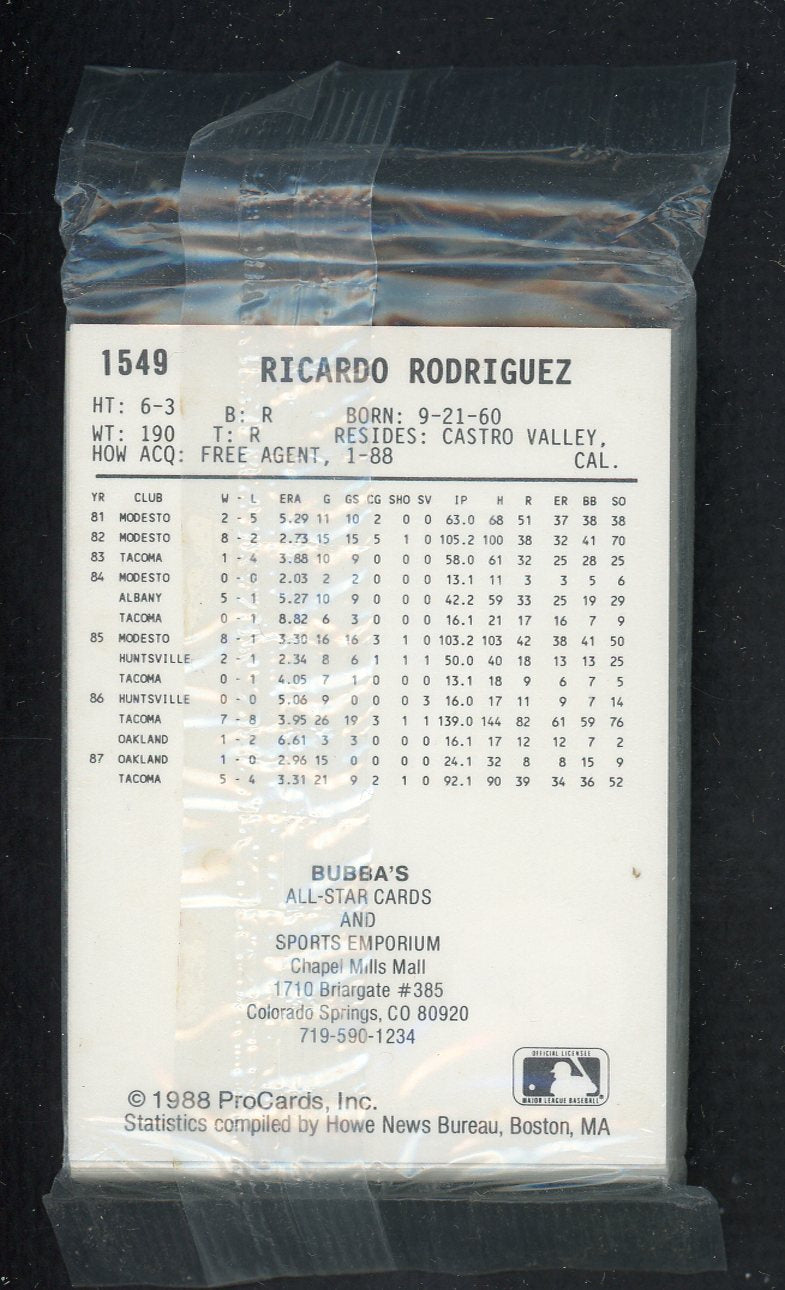 1549 RICARDO RODRIGUEZ
HT: 6-3 B: R BORN: 9-21-60
WT: 190 T: R RESIDES: CASTRO VALLEY,
HOW ACQ: FREE AGENT, 1-88 CAL.
YR CLUB W - L ERA G GS CG SHO SV IP H R ER BB SO
81 MODESTO 2 - 5 5.29 11 10 2 0 0 63.0 68 51 37 38 38
82 MODESTO 8 - 2 2.73 15 15 5 1 0 105.2 100 38 32 41 70
83 TACOMA 1 - 4 3.88 10 9 0 0 0 58.0 61 32 25 28 25
84 MODESTO 0 - 0 2.03 2 2 0 0 0 13.1 11 3 3 5 6
ALBANY 5 - 1 5.27 10 9 0 0 0 42.2 59 33 25 19 29
TACOMA 0 - 1 8.82 6 3 0 0 0 16.1 21 17 16 7 9
85 MODESTO 8 - 1 3.30 16 16 3 1 0 103.2 103 42 38 41 50
HUNTSVILLE 2 - 1 2.34 8 6 1 1 1 50.0 40 18 13 13 25
TACOMA 0 - 1 4.05 7 1 0 0 0 13.1 18 9 6 7 5
86 HUNTSVILLE 0 - 0 5.06 9 0 0 0 3 16.0 17 11 9 7 14
TACOMA 7 - 8 3.95 26 19 3 1 1 139.0 144 82 61 59 76
OAKLAND 1 - 2 6.61 3 3 0 0 0 16.1 17 12 12 7 2
87 OAKLAND 1 - 0 2.96 15 0 0 0 0 24.1 32 8 8 15 9
TACOMA 5 - 4 3.31 21 9 2 1 0 92.1 90 39 34 36 52
BUBBA'S
ALL-STAR CARDS
AND
SPORTS EMPORIUM
Chapel Mills Mall
1710 Briargate #385
Colorado Springs, CO 80920
719-590-1234
OFFICIAL LICENSEE
MAJOR LEAGUE BASEBALL
© 1988 ProCards, Inc.
Statistics compiled by Howe News Bureau, Boston, MA